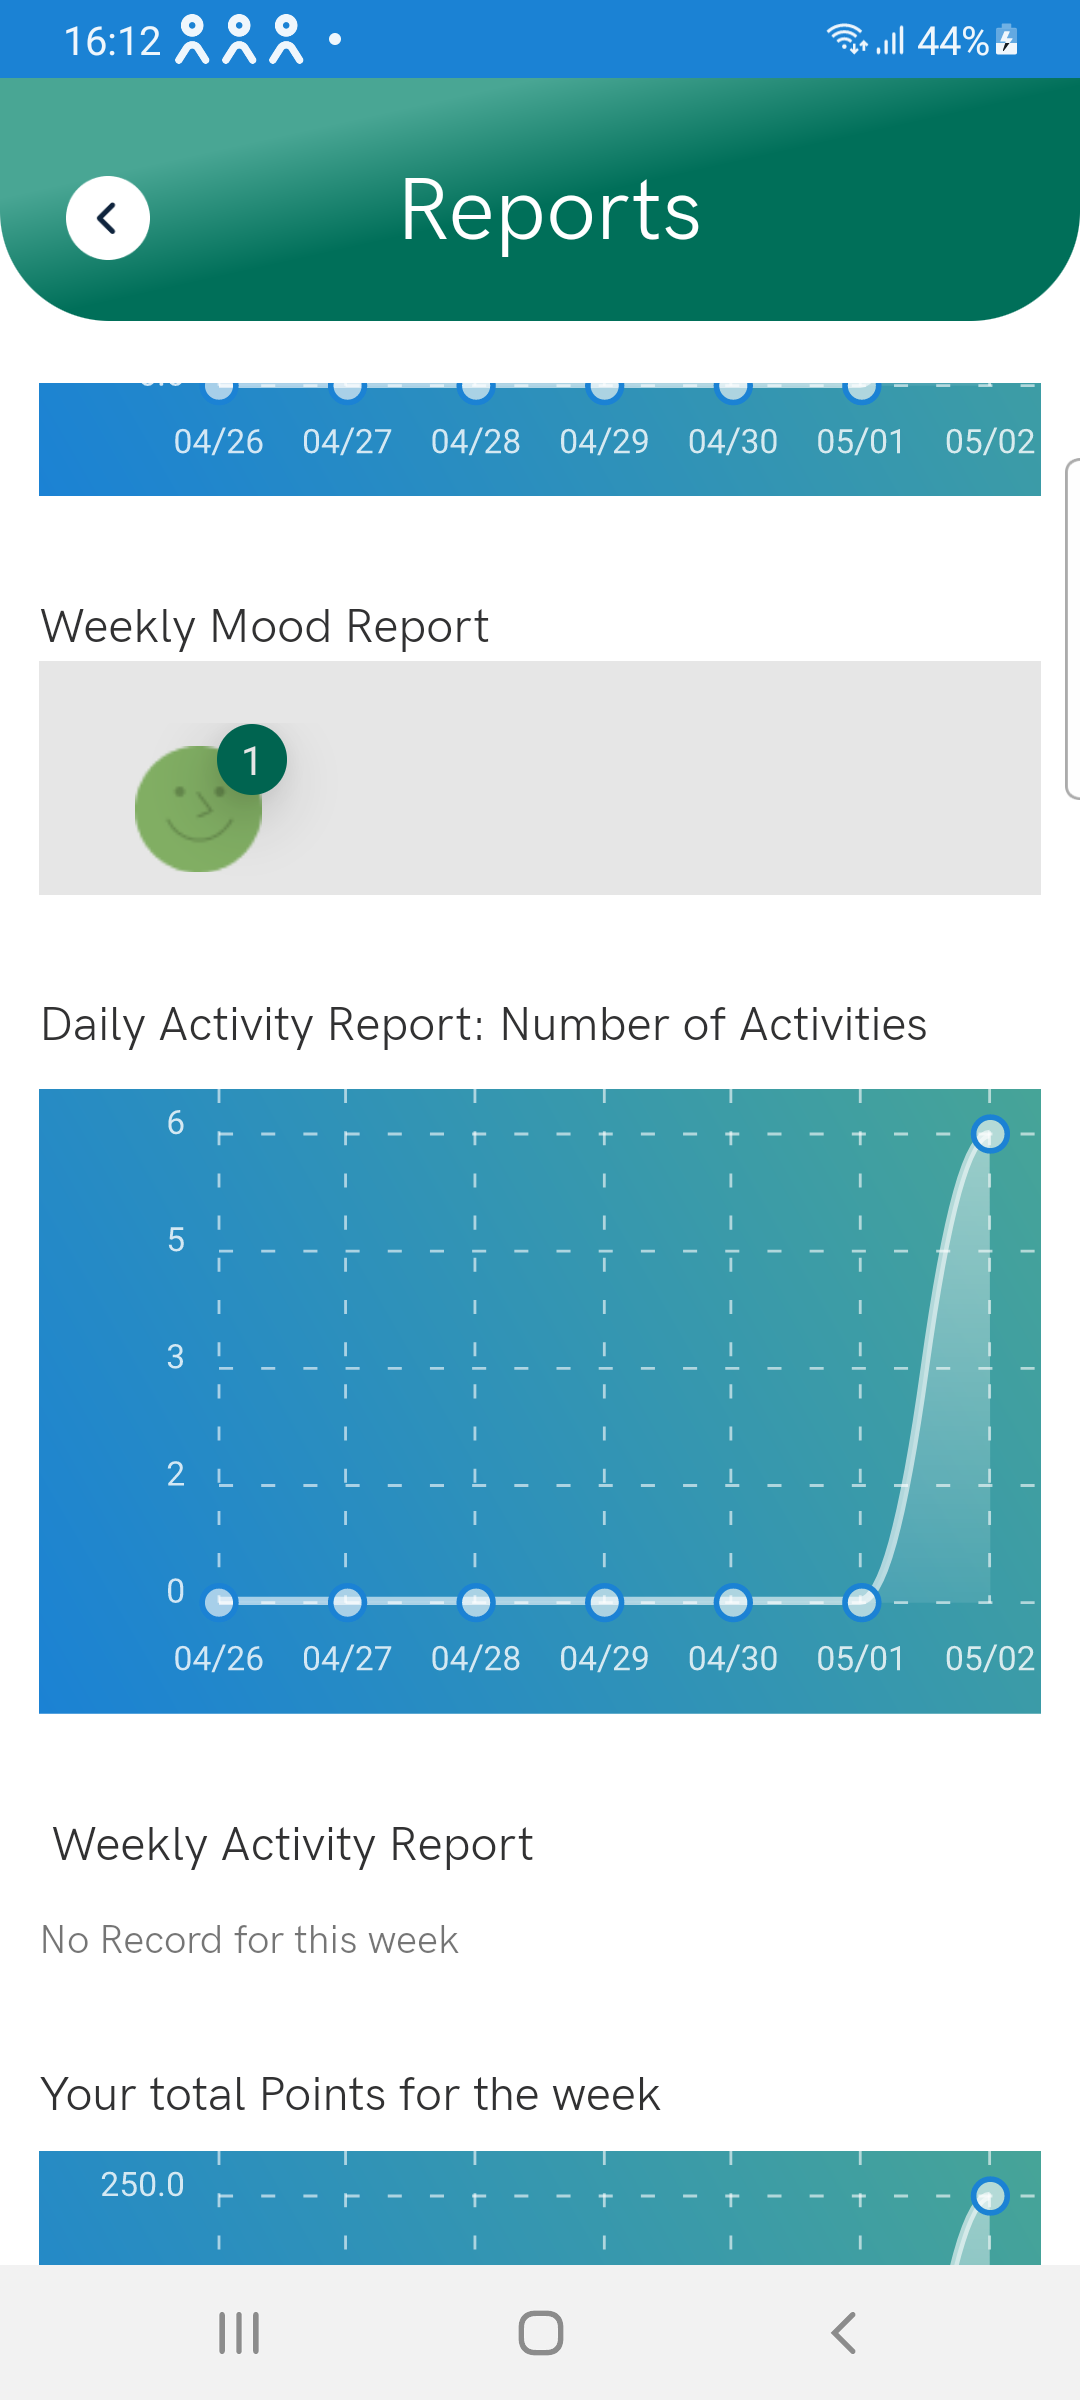 16:12
44%
Reports
04/26 04/27 04/28 04/29 04/30 05/01 05/02
Weekly Mood Report
1
Daily Activity Report: Number of Activities
6
5
3
2
0
04/26 04/27 04/28 04/29 04/30 05/01 05/02
Weekly Activity Report
No Record for this week
Your total Points for the week
250.0